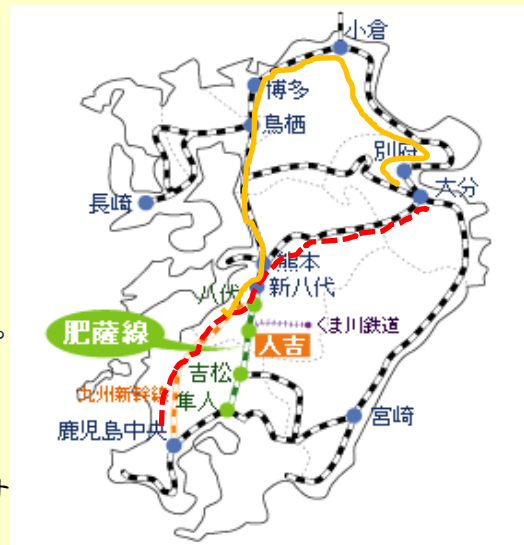 小倉
博多
鳥栖
別府
大分
長崎
熊本
新八代
八代
。
肥薩線
くま川鉄道
人吉
吉松
九州新幹線
隼人
宮崎
鹿児島中央